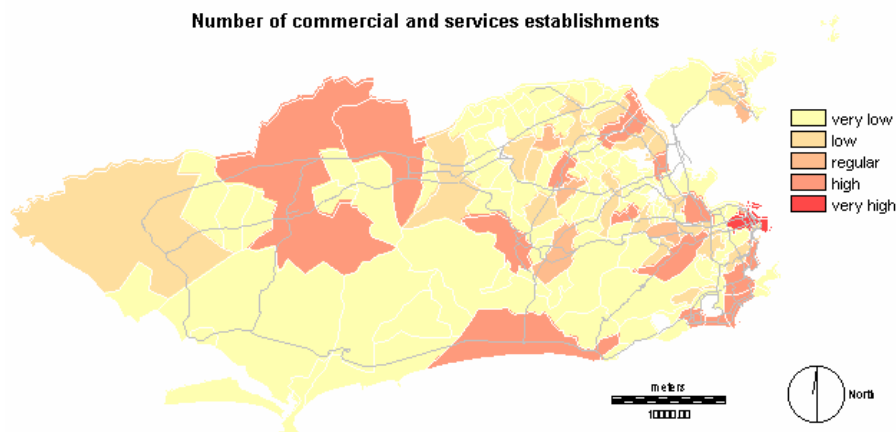 Number of commercial and services establishments
very low
low
regular
high
very high
meters
10000.00
North